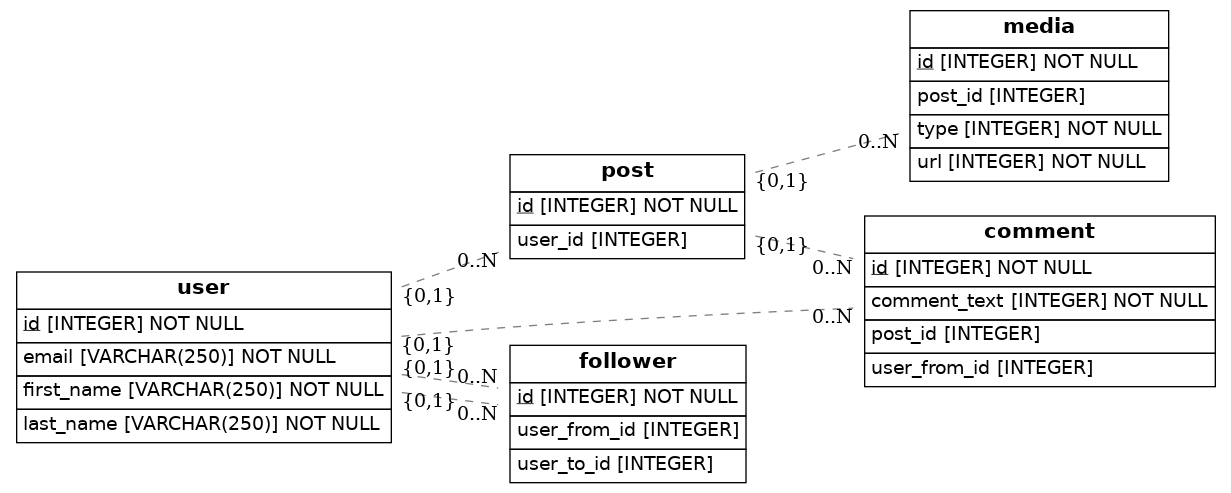 media
id [INTEGER] NOT NULL
post_id [INTEGER]
type [INTEGER] NOT NULL
url [INTEGER] NOT NULL
0..N
{0,1}
post
id [INTEGER] NOT NULL
user_id [INTEGER]
{0,1}
0..N
comment
id [INTEGER] NOT NULL
comment_text [INTEGER] NOT NULL
post_id [INTEGER]
user_from_id [INTEGER]
0..N
{0,1}
0..N
{0,1}
user
id [INTEGER] NOT NULL
email [VARCHAR(250)] NOT NULL
first_name [VARCHAR(250)] NOT NULL
last_name [VARCHAR(250)] NOT NULL
{0,1}
0..N
{0,1}
0..N
follower
id [INTEGER] NOT NULL
user_from_id [INTEGER]
user_to_id [INTEGER]